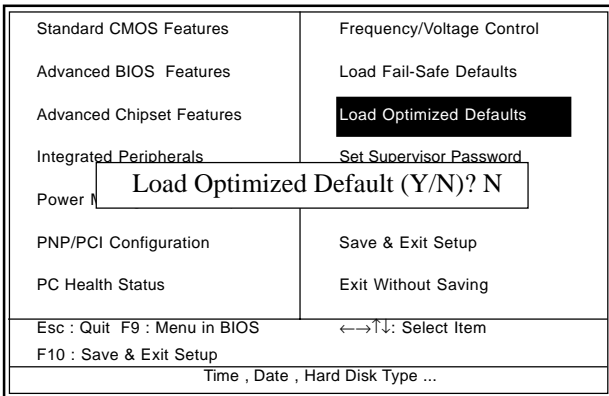 Standard CMOS Features
Advanced BIOS Features
Advanced Chipset Features
Integrated Peripherals
Power
PNP/PCI Configuration
PC Health Status
Frequency/Voltage Control
Load Fail-Safe Defaults
Load Optimized Defaults
Set Supervisor Password
Save & Exit Setup
Exit Without Saving
Load Optimized Default (Y/N)? N
Esc : Quit F9 : Menu in BIOS
←→↑↓: Select Item
F10 : Save & Exit Setup
Time , Date , Hard Disk Type ...